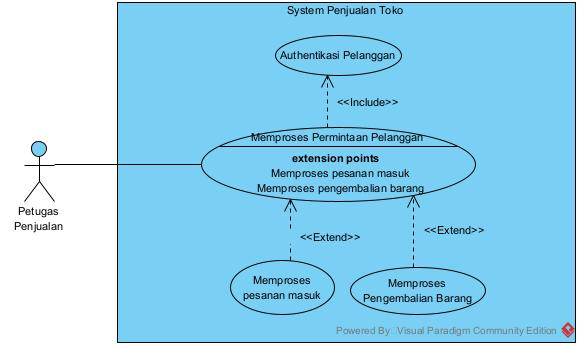 System Penjualan Toko
Authentikasi Pelanggan
<<Include>>
Memproses Permintaan Pelanggan
extension points
Memproses pesanan masuk
Memproses pengembalian barang
Petugas
Penjualan
<<Extend>>
<<Extend>>
Memproses
pesanan masuk
Memproses
Pengembalian Barang
Powered By: Visual Paradigm Community Edition